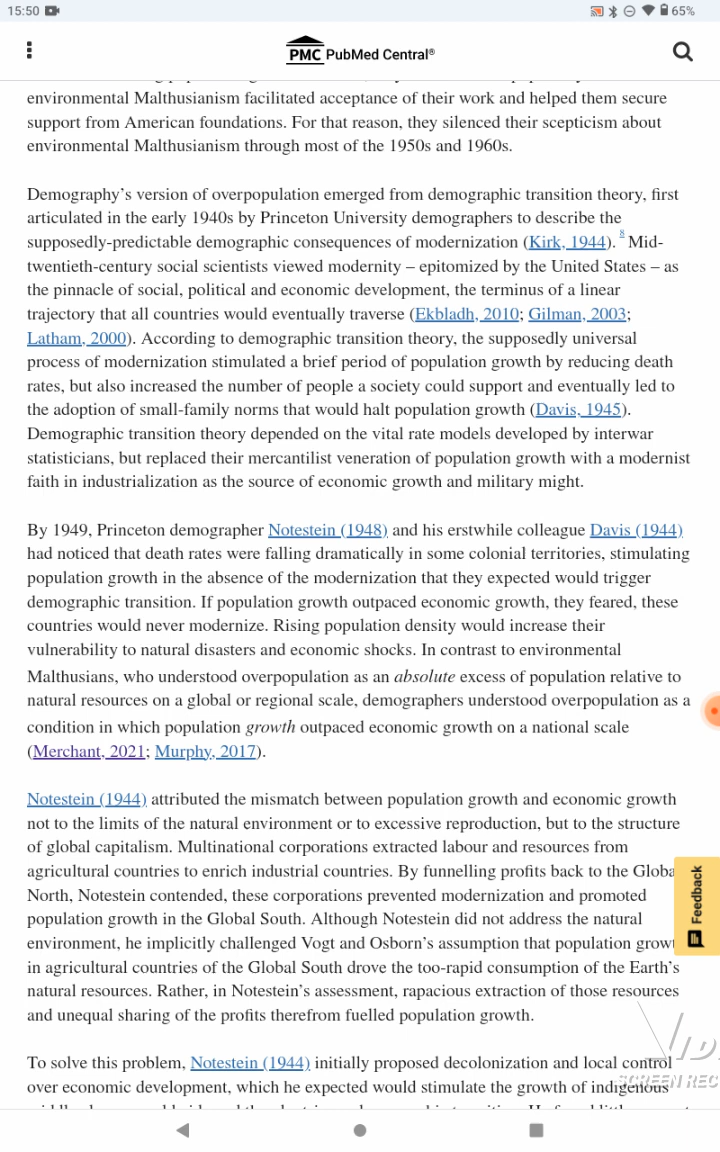 15:50
65%
PMC PubMed Central®
environmental Malthusianism facilitated acceptance of their work and helped them secure
support from American foundations. For that reason, they silenced their scepticism about
environmental Malthusianism through most of the 1950s and 1960s.
Demography's version of overpopulation emerged from demographic transition theory, first
articulated in the early 1940s by Princeton University demographers to describe the
supposedly-predictable demographic consequences of modernization (Kirk, 1944). 8 Mid-
twentieth-century social scientists viewed modernity – epitomized by the United States – as
the pinnacle of social, political and economic development, the terminus of a linear
trajectory that all countries would eventually traverse (Ekbladh, 2010; Gilman, 2003;
Latham, 2000). According to demographic transition theory, the supposedly universal
process of modernization stimulated a brief period of population growth by reducing death
rates, but also increased the number of people a society could support and eventually led to
the adoption of small-family norms that would halt population growth (Davis, 1945).
Demographic transition theory depended on the vital rate models developed by interwar
statisticians, but replaced their mercantilist veneration of population growth with a modernist
faith in industrialization as the source of economic growth and military might.
By 1949, Princeton demographer Notestein (1948) and his erstwhile colleague Davis (1944)
had noticed that death rates were falling dramatically in some colonial territories, stimulating
population growth in the absence of the modernization that they expected would trigger
demographic transition. If population growth outpaced economic growth, they feared, these
countries would never modernize. Rising population density would increase their
vulnerability to natural disasters and economic shocks. In contrast to environmental
Malthusians, who understood overpopulation as an absolute excess of population relative to
natural resources on a global or regional scale, demographers understood overpopulation as a
condition in which population growth outpaced economic growth on a national scale
(Merchant, 2021; Murphy, 2017).
Notestein (1944) attributed the mismatch between population growth and economic growth
not to the limits of the natural environment or to excessive reproduction, but to the structure
of global capitalism. Multinational corporations extracted labour and resources from
agricultural countries to enrich industrial countries. By funnelling profits back to the Globa
North, Notestein contended, these corporations prevented modernization and promoted
population growth in the Global South. Although Notestein did not address the natural
environment, he implicitly challenged Vogt and Osborn's assumption that population growt
in agricultural countries of the Global South drove the too-rapid consumption of the Earth's
natural resources. Rather, in Notestein's assessment, rapacious extraction of those resources
and unequal sharing of the profits therefrom fuelled population growth.
To solve this problem, Notestein (1944) initially proposed decolonization and local control
over economic development, which he expected would stimulate the growth of indigenous
Feedback
VID
SCREEN REC